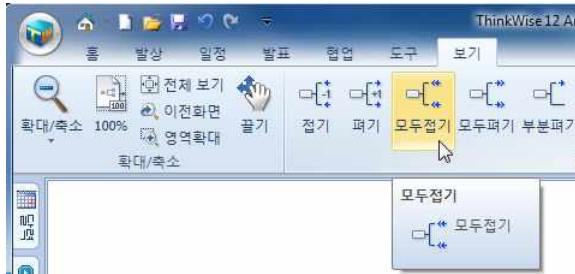 ThinkWise 12 A
홈 발상 일정 발표 협업 도구 보기
전체 보기
이전화면
영역확대
확대/축소 100% 끌기 접기 펴기 모두접기 모두펴기 부분펴기
확대/축소
모두접기
모두접기